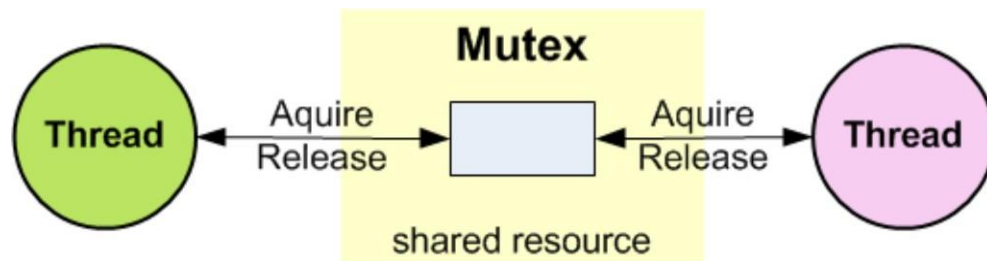 Mutex
Thread
Aquire
Release
Aquire
Release
Thread
shared resource